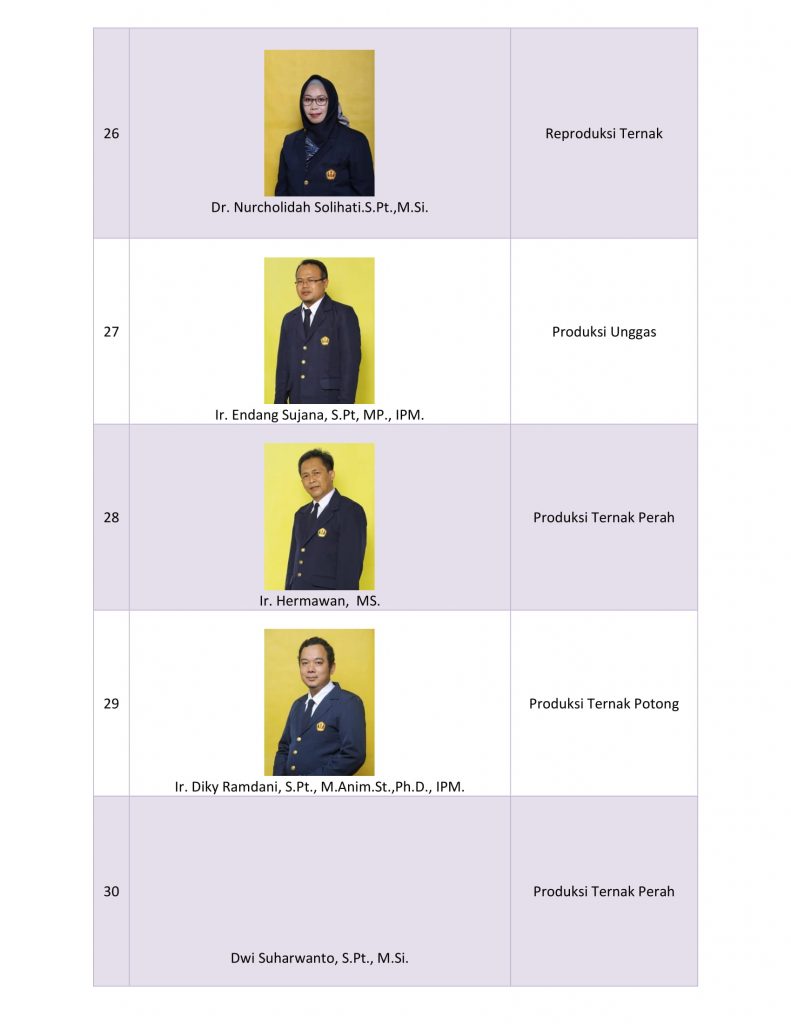 26
Dr. Nurcholidah Solihati.S.Pt.,M.Si.
Reproduksi Ternak
27
Ir. Endang Sujana, S.Pt, MP., IPM.
Produksi Unggas
28
Ir. Hermawan,  MS.
Produksi Ternak Perah
29
Ir. Diky Ramdani, S.Pt., M.Anim.St.,Ph.D., IPM.
Produksi Ternak Potong
30
Dwi Suharwanto, S.Pt., M.Si.
Produksi Ternak Perah